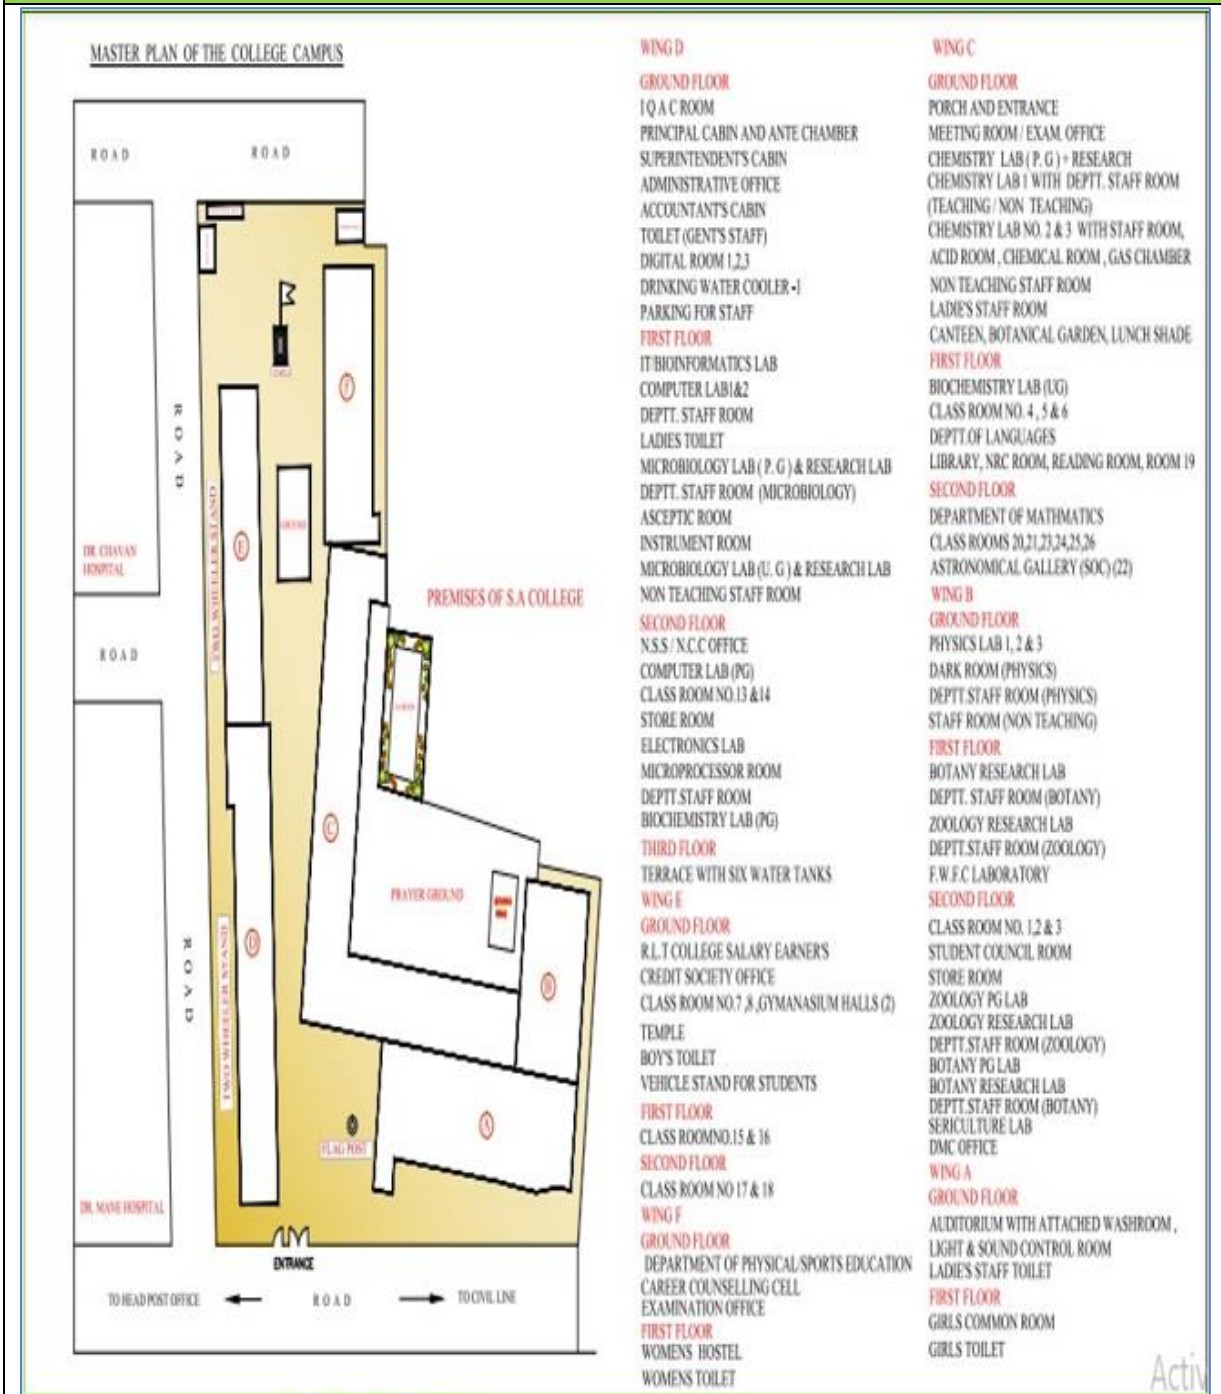 MASTER PLAN OF THE COLLEGE CAMPUS
ROAD
ROAD
ROAD
DR. CHAVAN
HOSPITAL
TWO WHEELER STAND
F
E
PREMISES OF S.A COLLEGE
ROAD
C
PRAYER GROUND
D
B
ROAD
TWO WHEELER STAND
A
FLAG POST
DR. MANE HOSPITAL
ENTRANCE
TO HEAD POST OFFICE
ROAD
TO CIVIL LINE
WING D
GROUND FLOOR
I Q A C ROOM
PRINCIPAL CABIN AND ANTE CHAMBER
SUPERINTENDENT'S CABIN
ADMINISTRATIVE OFFICE
ACCOUNTANT'S CABIN
TOILET (GENT'S STAFF)
DIGITAL ROOM 1,2,3
DRINKING WATER COOLER -1
PARKING FOR STAFF
FIRST FLOOR
IT/BIOINFORMATICS LAB
COMPUTER LAB1&2
DEPTT. STAFF ROOM
LADIES TOILET
MICROBIOLOGY LAB ( P. G ) & RESEARCH LAB
DEPTT. STAFF ROOM (MICROBIOLOGY)
ASCEPTIC ROOM
INSTRUMENT ROOM
MICROBIOLOGY LAB (U. G ) & RESEARCH LAB
NON TEACHING STAFF ROOM
SECOND FLOOR
N.S.S / N.C.C OFFICE
COMPUTER LAB (PG)
CLASS ROOM NO.13 &14
STORE ROOM
ELECTRONICS LAB
MICROPROCESSOR ROOM
DEPTT.STAFF ROOM
BIOCHEMISTRY LAB (PG)
THIRD FLOOR
TERRACE WITH SIX WATER TANKS
WING E
GROUND FLOOR
R.L.T COLLEGE SALARY EARNER'S
CREDIT SOCIETY OFFICE
CLASS ROOM NO.7 ,8 ,GYMANASIUM HALLS (2)
TEMPLE
BOY'S TOILET
VEHICLE STAND FOR STUDENTS
FIRST FLOOR
CLASS ROOMNO.15 & 16
SECOND FLOOR
CLASS ROOM NO 17 & 18
WING F
GROUND FLOOR
DEPARTMENT OF PHYSICAL/SPORTS EDUCATION
CAREER COUNSELLING CELL
EXAMINATION OFFICE
FIRST FLOOR
WOMENS HOSTEL
WOMENS TOILET
WING C
GROUND FLOOR
PORCH AND ENTRANCE
MEETING ROOM / EXAM. OFFICE
CHEMISTRY LAB ( P. G ) + RESEARCH
CHEMISTRY LAB 1 WITH DEPTT. STAFF ROOM
(TEACHING / NON TEACHING)
CHEMISTRY LAB NO. 2 & 3 WITH STAFF ROOM,
ACID ROOM , CHEMICAL ROOM , GAS CHAMBER
NON TEACHING STAFF ROOM
LADIE'S STAFF ROOM
CANTEEN, BOTANICAL GARDEN, LUNCH SHADE
FIRST FLOOR
BIOCHEMISTRY LAB (UG)
CLASS ROOM NO. 4 , 5 & 6
DEPTT.OF LANGUAGES
LIBRARY, NRC ROOM, READING ROOM, ROOM 19
SECOND FLOOR
DEPARTMENT OF MATHMATICS
CLASS ROOMS 20,21,23,24,25,26
ASTRONOMICAL GALLERY (SOC) (22)
WING B
GROUND FLOOR
PHYSICS LAB 1, 2 & 3
DARK ROOM (PHYSICS)
DEPTT.STAFF ROOM (PHYSICS)
STAFF ROOM (NON TEACHING)
FIRST FLOOR
BOTANY RESEARCH LAB
DEPTT. STAFF ROOM (BOTANY)
ZOOLOGY RESEARCH LAB
DEPTT.STAFF ROOM (ZOOLOGY)
F.W.F.C LABORATORY
SECOND FLOOR
CLASS ROOM NO. 1,2 & 3
STUDENT COUNCIL ROOM
STORE ROOM
ZOOLOGY PG LAB
ZOOLOGY RESEARCH LAB
DEPTT.STAFF ROOM (ZOOLOGY)
BOTANY PG LAB
BOTANY RESEARCH LAB
DEPTT.STAFF ROOM (BOTANY)
SERICULTURE LAB
DMC OFFICE
WING A
GROUND FLOOR
AUDITORIUM WITH ATTACHED WASHROOM ,
LIGHT & SOUND CONTROL ROOM
LADIE'S STAFF TOILET
FIRST FLOOR
GIRLS COMMON ROOM
GIRLS TOILET
Activ